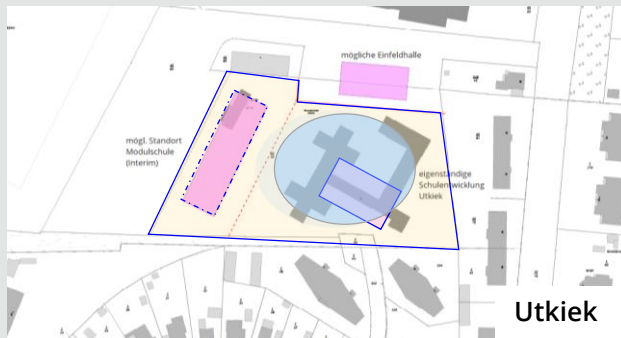 mögliche Einfeldhalle
mögl. Standort
Modulschule
(Interim)
eigenständige
Schulentwicklung
Utkiek
Utkiek